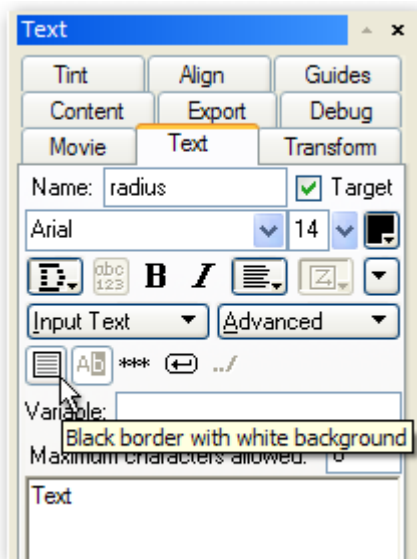 Text
Tint Align Guides
Content Export Debug
Movie Text Transform
Name: radius Target
Arial 14
D abc 123 B I
Input Text Advanced
AB *** ../
Variable:
Black border with white background
Maximum characters allowed: 0
Text